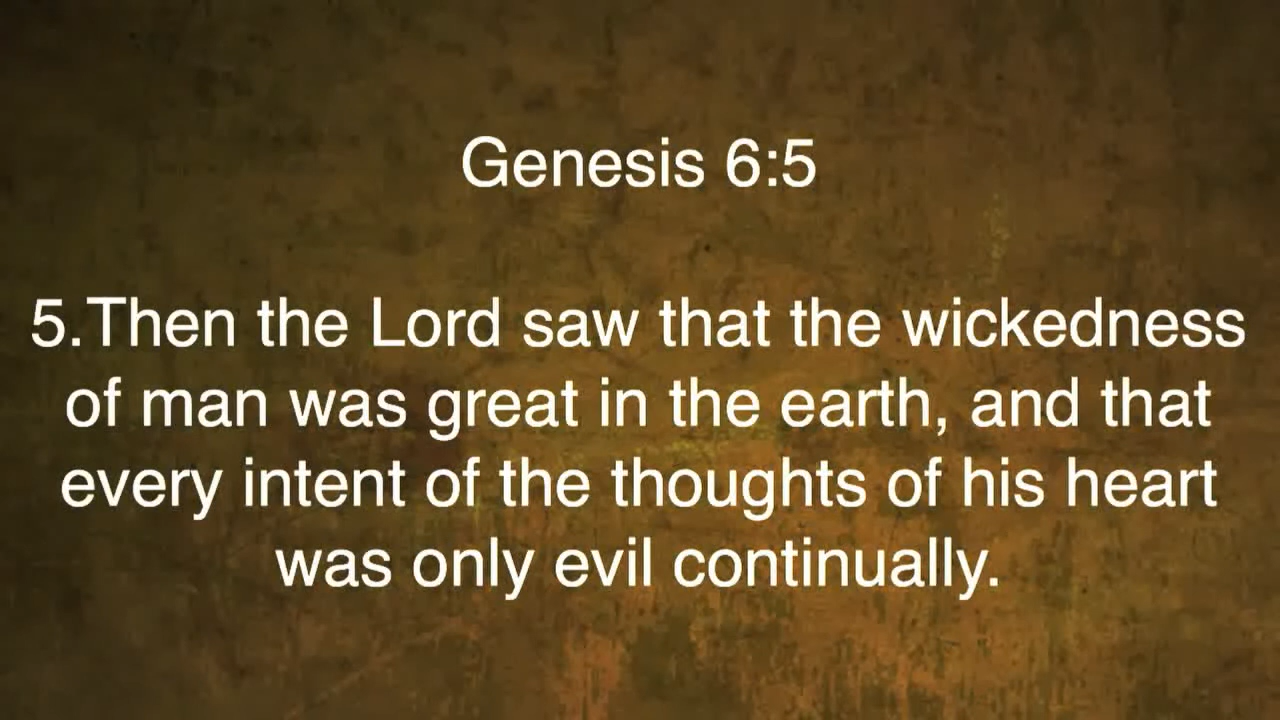 Genesis 6:5
5.Then the Lord saw that the wickedness
of man was great in the earth, and that
every intent of the thoughts of his heart
was only evil continually.